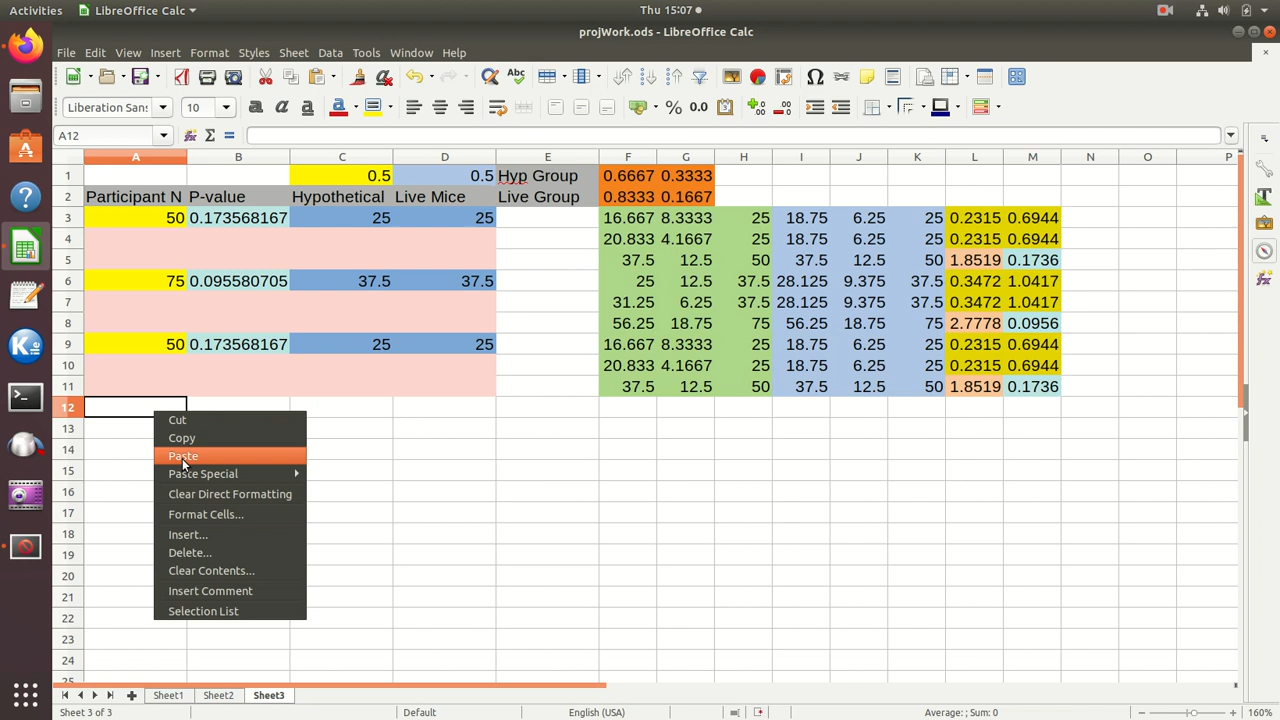 Activities LibreOffice Calc Thu 15:07
projWork.ods - LibreOffice Calc
File Edit View Insert Format Styles Sheet Data Tools Window Help
Liberation Sans 10
A12
A B C D E F G H I J K L M N O P
1 0.5 0.5 Hyp Group 0.6667 0.3333
2 Participant N P-value Hypothetical Live Mice Live Group 0.8333 0.1667
3 50 0.173568167 25 25 16.667 8.3333 25 18.75 6.25 25 0.2315 0.6944
4 20.833 4.1667 25 18.75 6.25 25 0.2315 0.6944
5 37.5 12.5 50 37.5 12.5 50 1.8519 0.1736
6 75 0.095580705 37.5 37.5 25 12.5 37.5 28.125 9.375 37.5 0.3472 1.0417
7 31.25 6.25 37.5 28.125 9.375 37.5 0.3472 1.0417
8 56.25 18.75 75 56.25 18.75 75 2.7778 0.0956
9 50 0.173568167 25 25 16.667 8.3333 25 18.75 6.25 25 0.2315 0.6944
10 20.833 4.1667 25 18.75 6.25 25 0.2315 0.6944
11 37.5 12.5 50 37.5 12.5 50 1.8519 0.1736
12
Cut
13
Copy
14
Paste
15
Paste Special
16
Clear Direct Formatting
17
Format Cells...
18
Insert...
19
Delete...
20
Clear Contents...
21
Insert Comment
22
Selection List
23
24
25
Sheet1 Sheet2 Sheet3
Sheet 3 of 3 Default English (USA) Average: ; Sum: 0 160%